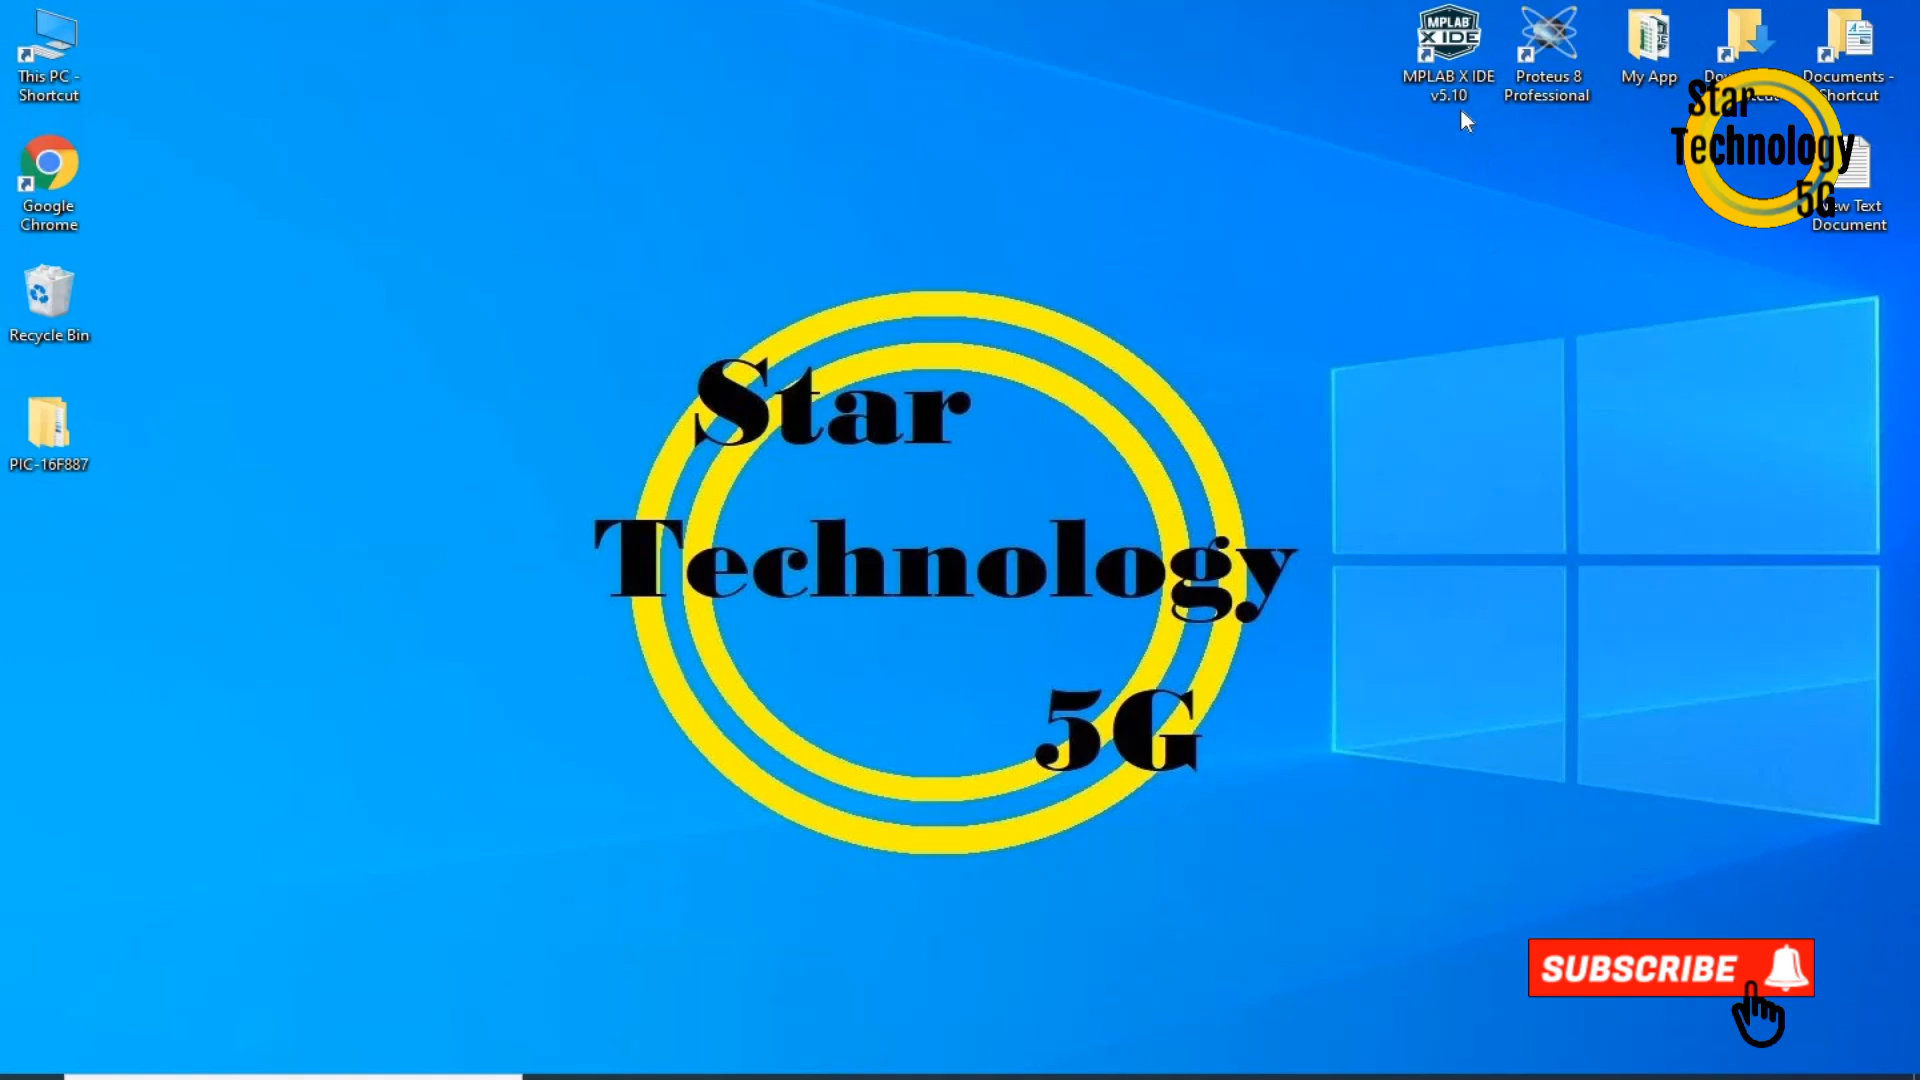 This PC -
Shortcut
Google
Chrome
Recycle Bin
PIC-16F887
MPLAB
X IDE
MPLAB X IDE
v5.10
Proteus 8
Professional
My App
Documents -
Shortcut
Star
Technology
5G
Text
Document
Star
Technology
5G
SUBSCRIBE